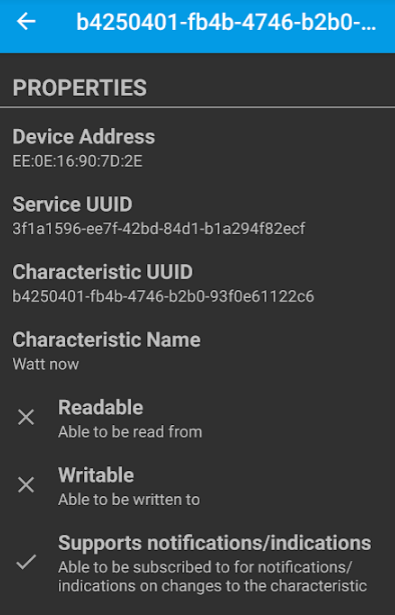 b4250401-fb4b-4746-b2b0-...
PROPERTIES
Device Address
EE:0E:16:90:7D:2E
Service UUID
3f1a1596-ee7f-42bd-84d1-b1a294f82ecf
Characteristic UUID
b4250401-fb4b-4746-b2b0-93f0e61122c6
Characteristic Name
Watt now
Readable
Able to be read from
Writable
Able to be written to
Supports notifications/indications
Able to be subscribed to for notifications/
indications on changes to the characteristic